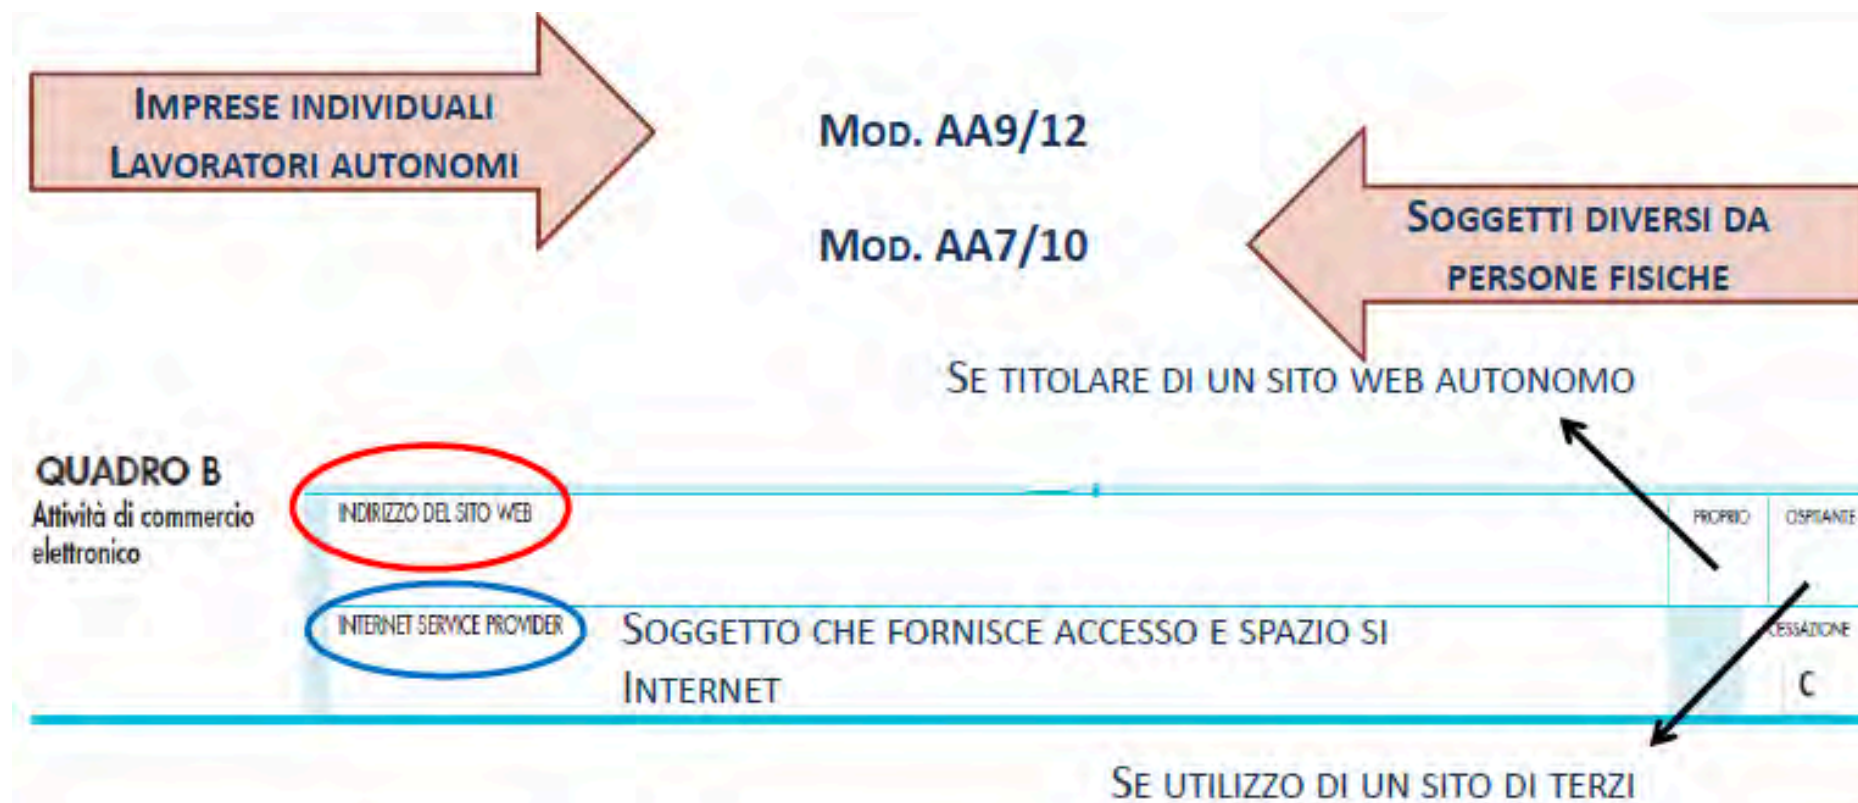 IMPRESE INDIVIDUALI
LAVORATORI AUTONOMI
MOD. AA9/12
MOD. AA7/10
SOGGETTI DIVERSI DA
PERSONE FISICHE
SE TITOLARE DI UN SITO WEB AUTONOMO
QUADRO B
Attività di commercio
elettronico
INDIRIZZO DEL SITO WEB
PROPRIO
OSPITANTE
INTERNET SERVICE PROVIDER
SOGGETTO CHE FORNISCE ACCESSO E SPAZIO SI
INTERNET
CESSAZIONE
C
SE UTILIZZO DI UN SITO DI TERZI